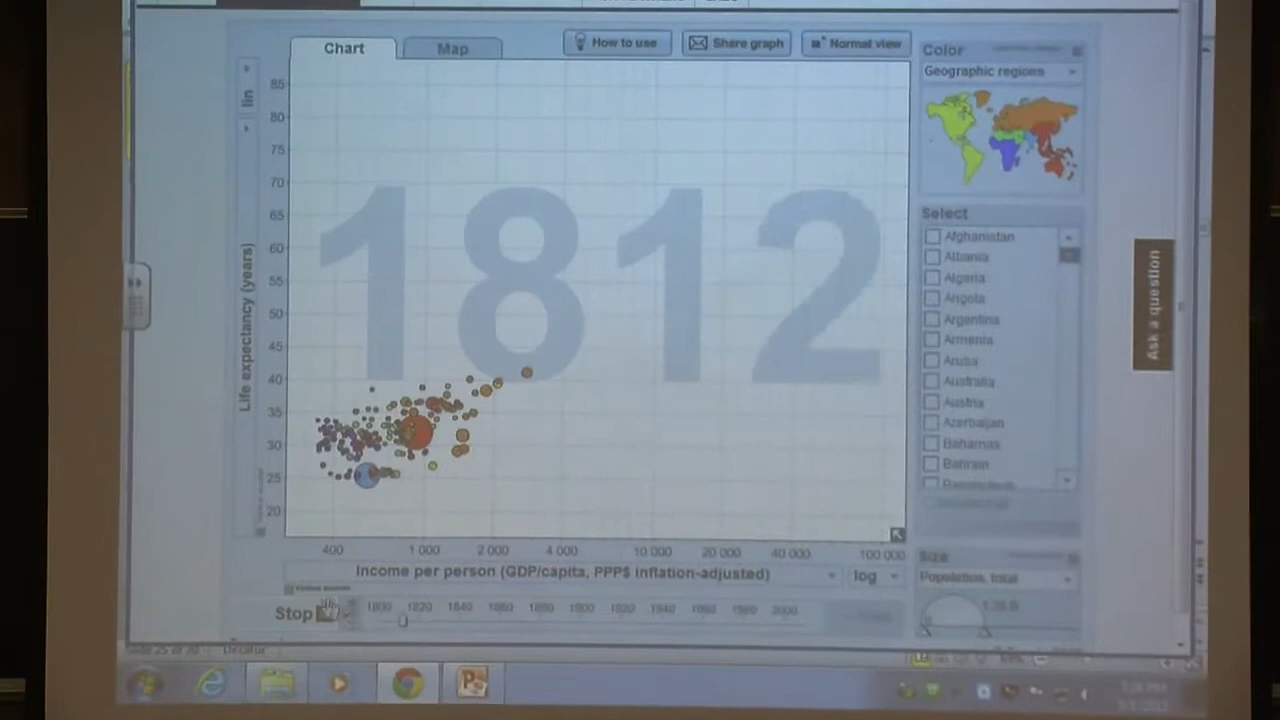 Chart
Map
How to use
Share graph
Normal view
Color
Geographic regions
85
80
75
70
65
60
55
50
45
40
35
30
25
20
lin
Life expectancy (years)
1812
Select
Afghanistan
Albania
Algeria
Angola
Argentina
Armenia
Aruba
Australia
Austria
Azerbaijan
Bahamas
Bahrain
Bangladesh
Ask a question
400
1 000
2 000
4 000
10 000
20 000
40 000
100 000
Income per person (GDP/capita, PPP$ inflation-adjusted)
log
Size
Population, total
Stop
1800 1820 1840 1860 1880 1900 1920 1940 1960 1980 2000